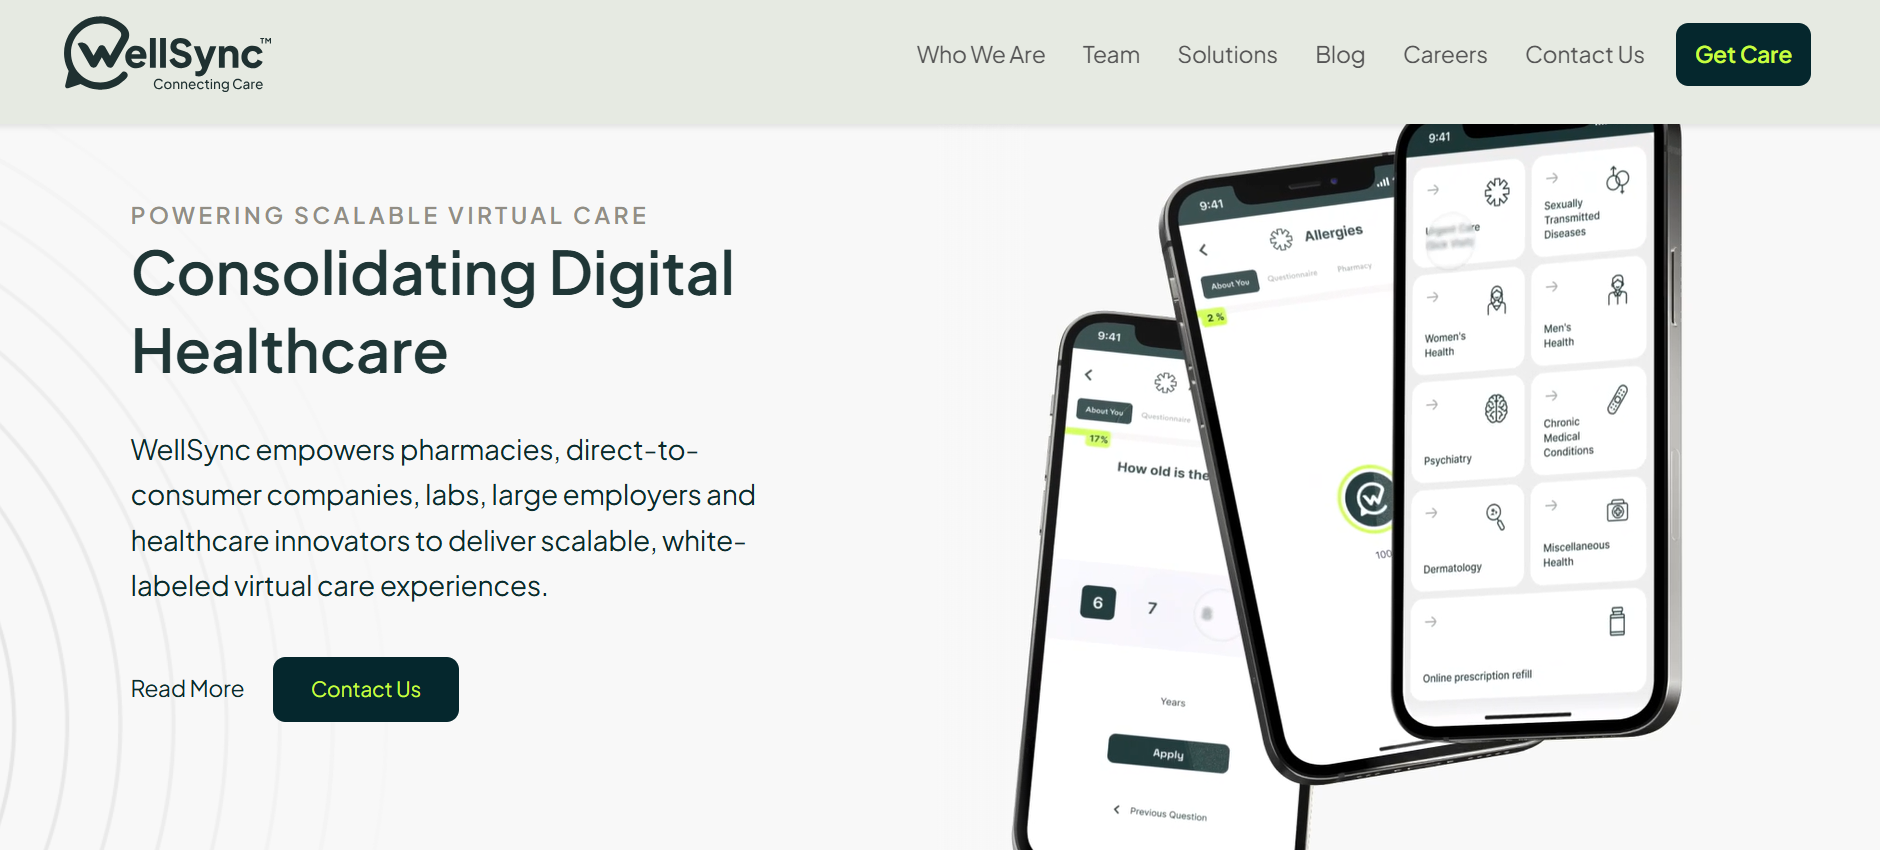 WellSync™
Connecting Care
Who We Are
Team
Solutions
Blog
Careers
Contact Us
Get Care
POWERING SCALABLE VIRTUAL CARE
Consolidating Digital
Healthcare
WellSync empowers pharmacies, direct-to-
consumer companies, labs, large employers and
healthcare innovators to deliver scalable, white-
labeled virtual care experiences.
Read More
Contact Us
9:41
About You
Questionnaire
17%
How old is the
6
7
8
Years
Apply
Previous Question
9:41
Allergies
About You
Questionnaire
Pharmacy
2 %
100
9:41
Urgent Care
(Sick Visit)
Sexually
Transmitted
Diseases
Women's
Health
Men's
Health
Psychiatry
Chronic
Medical
Conditions
Dermatology
Miscellaneous
Health
Online prescription refill